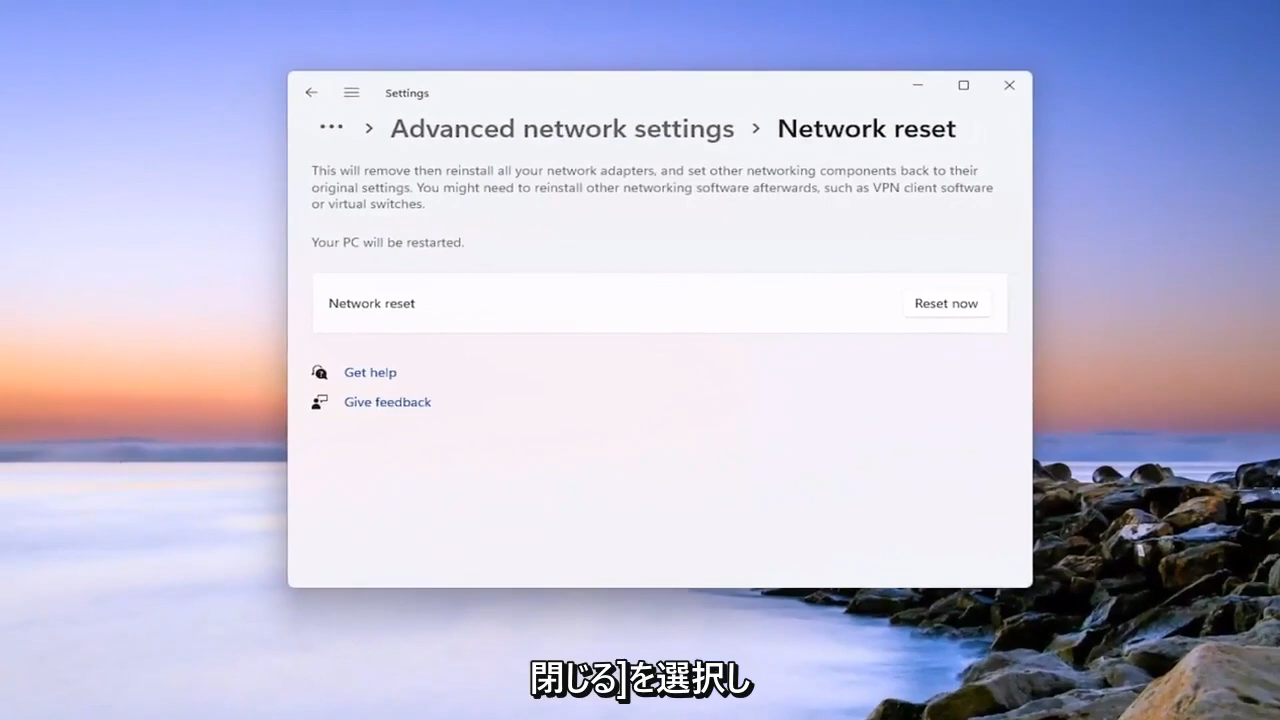 Settings
... > Advanced network settings > Network reset
This will remove then reinstall all your network adapters, and set other networking components back to their
original settings. You might need to reinstall other networking software afterwards, such as VPN client software
or virtual switches.
Your PC will be restarted.
Network reset
Reset now
Get help
Give feedback
閉じる]を選択し